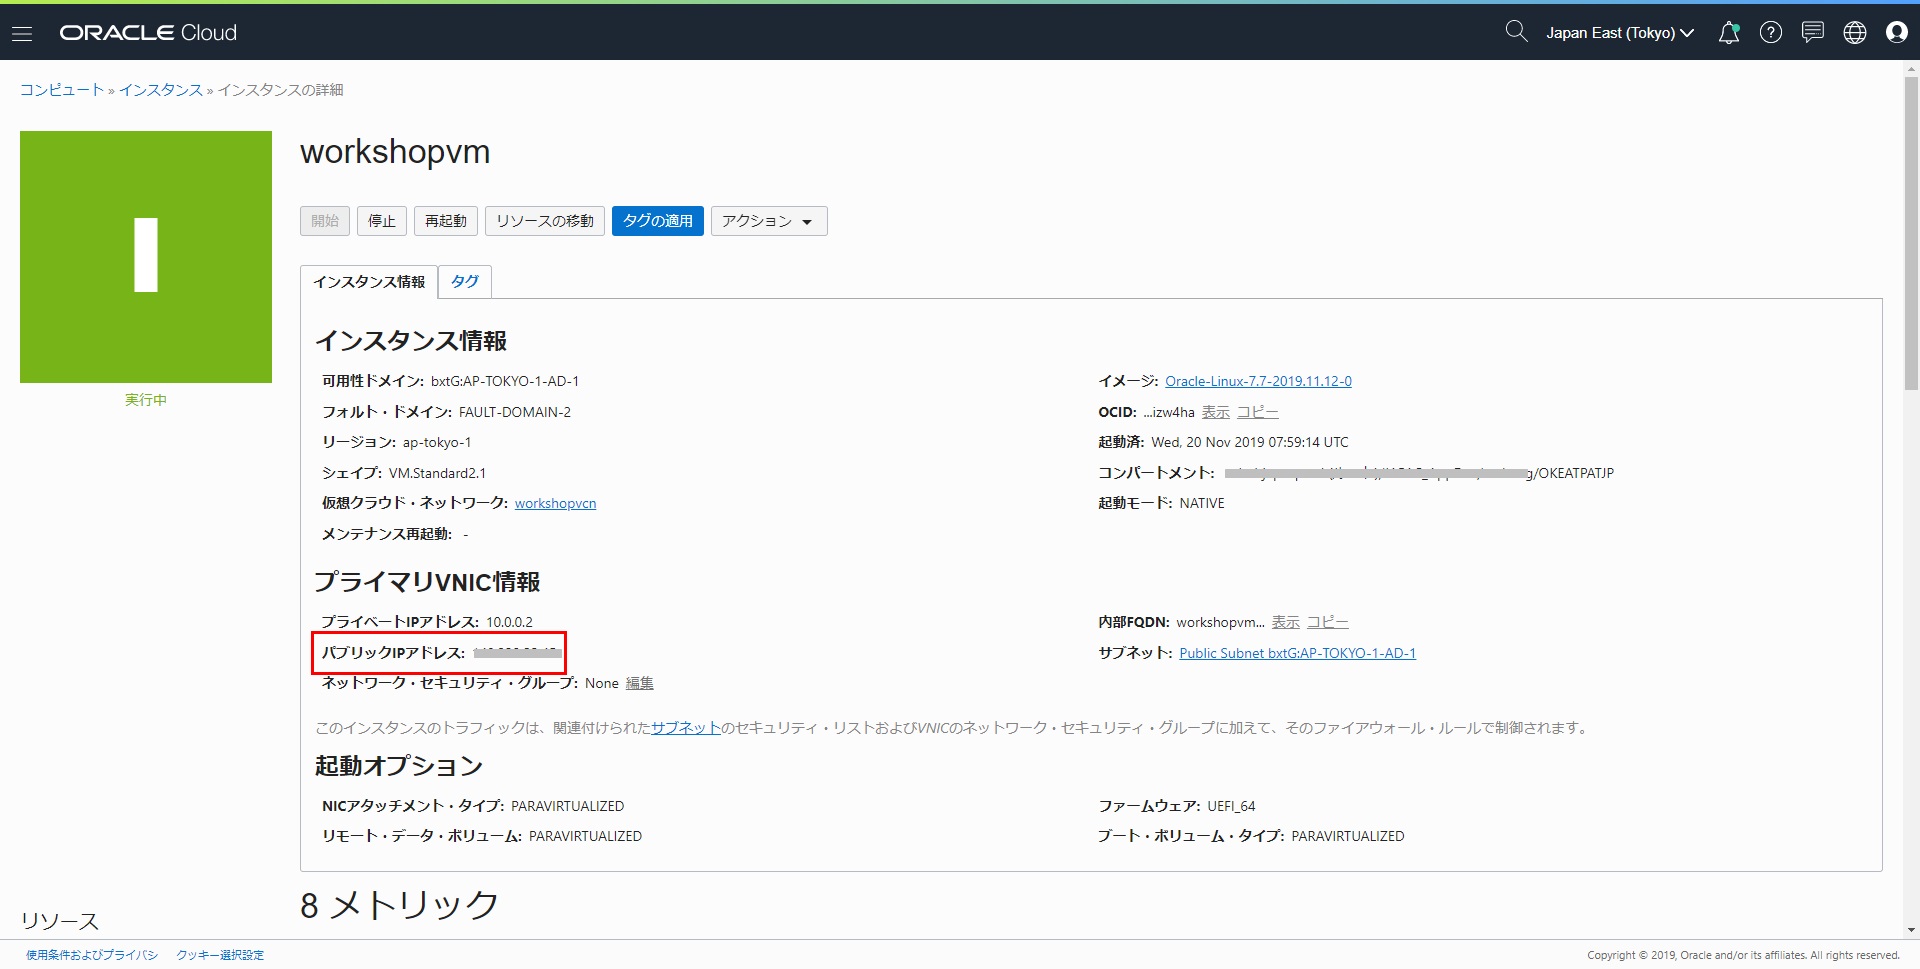 ORACLE Cloud
Japan East (Tokyo)
コンピュート » インスタンス » インスタンスの詳細
workshopvm
開始 停止 再起動 リソースの移動 タグの適用 アクション
実行中
インスタンス情報 タグ
インスタンス情報
可用性ドメイン: bxtG:AP-TOKYO-1-AD-1
イメージ: Oracle-Linux-7.7-2019.11.12-0
フォルト・ドメイン: FAULT-DOMAIN-2
OCID: ...izw4ha 表示 コピー
リージョン: ap-tokyo-1
起動済: Wed, 20 Nov 2019 07:59:14 UTC
シェイプ: VM.Standard2.1
コンパートメント: g/OKEATPATJP
仮想クラウド・ネットワーク: workshopvcn
起動モード: NATIVE
メンテナンス再起動: -
プライマリVNIC情報
プライベートIPアドレス: 10.0.0.2
内部FQDN: workshopvm... 表示 コピー
パブリックIPアドレス:
サブネット: Public Subnet bxtG:AP-TOKYO-1-AD-1
ネットワーク・セキュリティ・グループ: None 編集
このインスタンスのトラフィックは、関連付けられたサブネットのセキュリティ・リストおよびVNICのネットワーク・セキュリティ・グループに加えて、そのファイアウォール・ルールで制御されます。
起動オプション
NICアタッチメント・タイプ: PARAVIRTUALIZED
ファームウェア: UEFI_64
リモート・データ・ボリューム: PARAVIRTUALIZED
ブート・ボリューム・タイプ: PARAVIRTUALIZED
8 メトリック
リソース
使用条件およびプライバシ クッキー選択設定
Copyright © 2019, Oracle and/or its affiliates. All rights reserved.